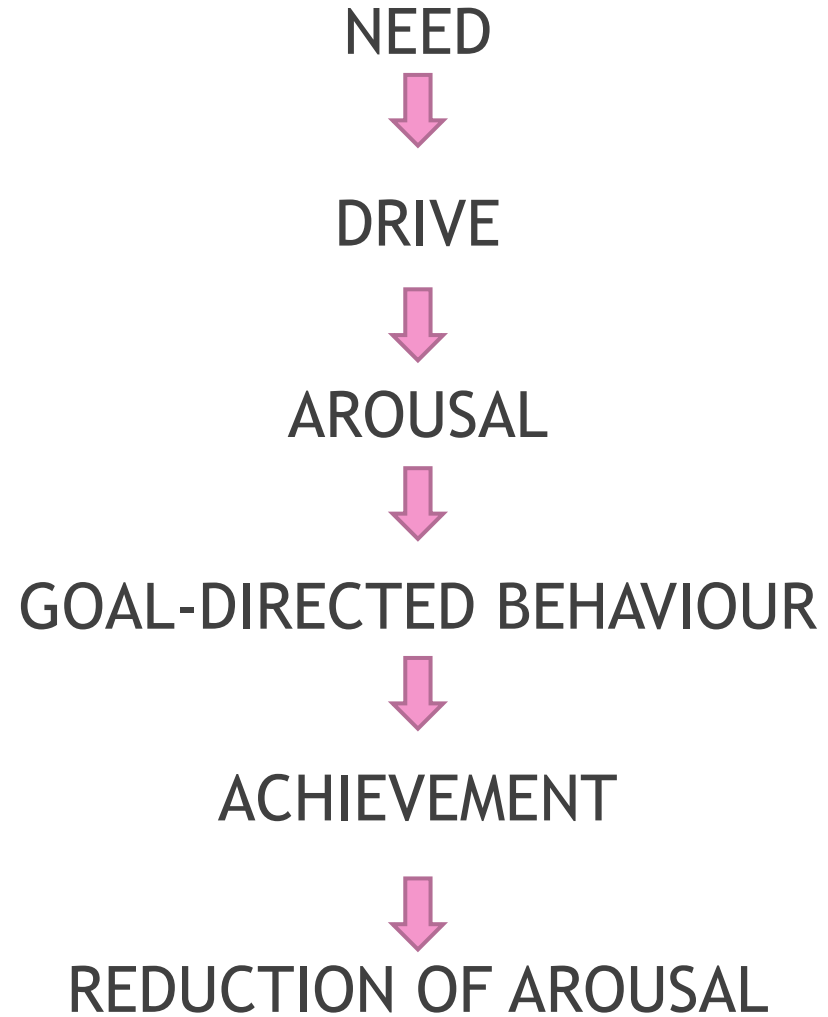 NEED
DRIVE
AROUSAL
GOAL-DIRECTED BEHAVIOUR
ACHIEVEMENT
REDUCTION OF AROUSAL